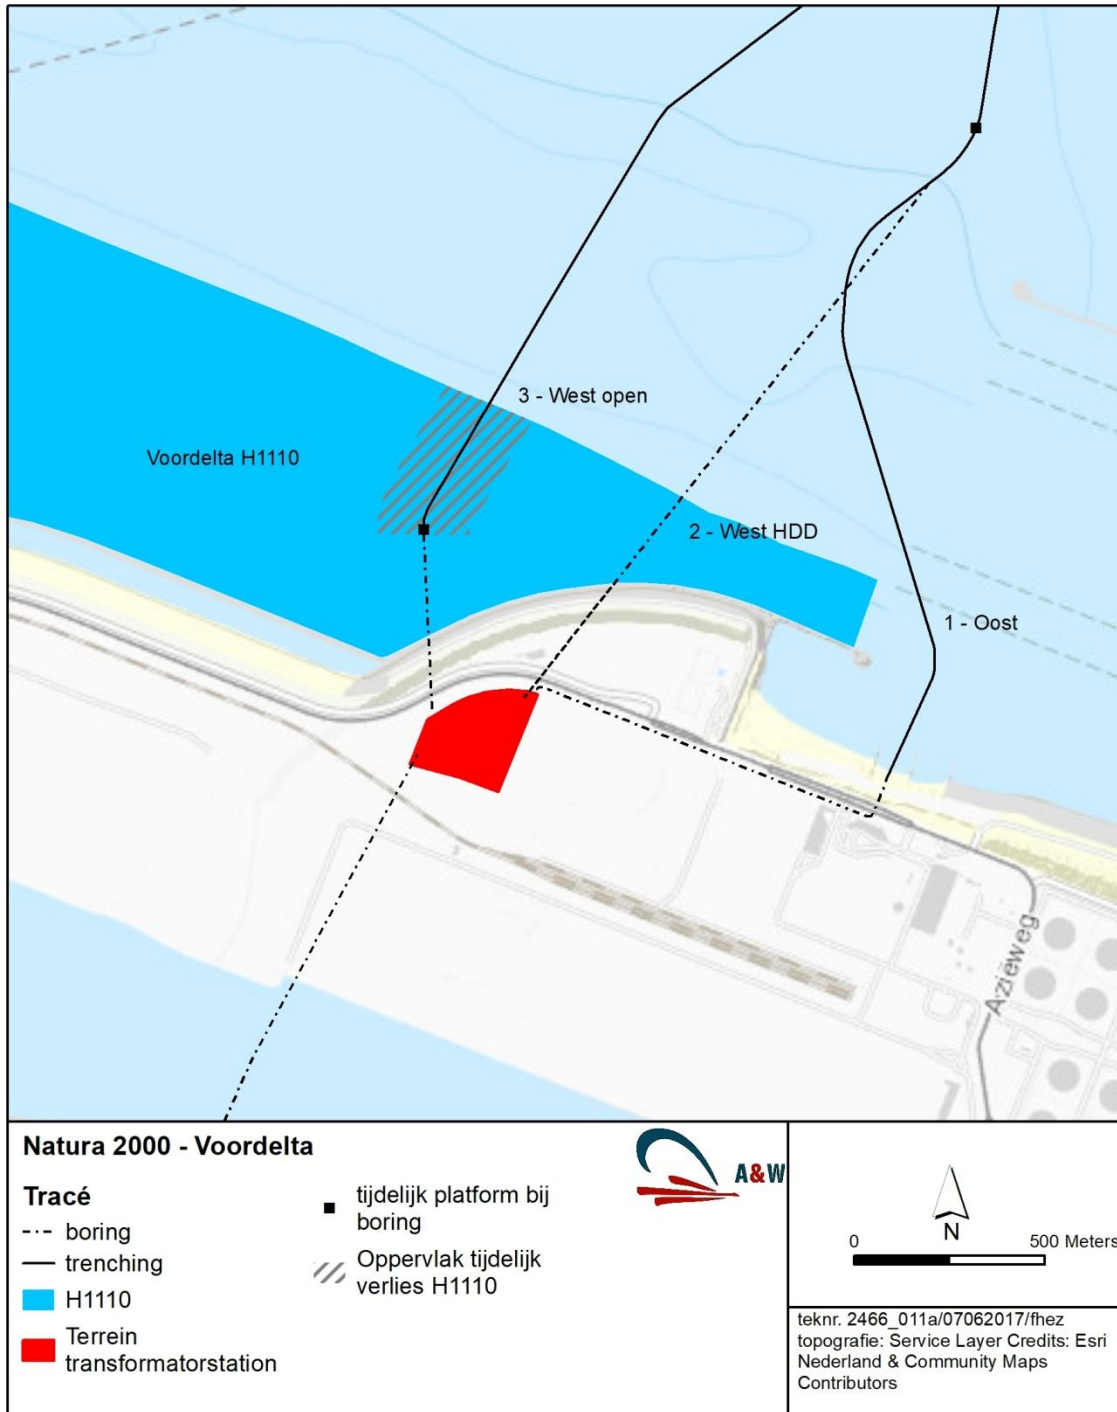 3 - West open
Voordelta H1110
2 - West HDD
1 - Oost
Aziëweg
Natura 2000 - Voordelta
A&W
Tracé
boring
trenching
H1110
Terrein
transformatorstation
tijdelijk platform bij
boring
Oppervlak tijdelijk
verlies H1110
N
0 500 Meters
teknr. 2466_011a/07062017/fhez
topografie: Service Layer Credits: Esri
Nederland & Community Maps
Contributors